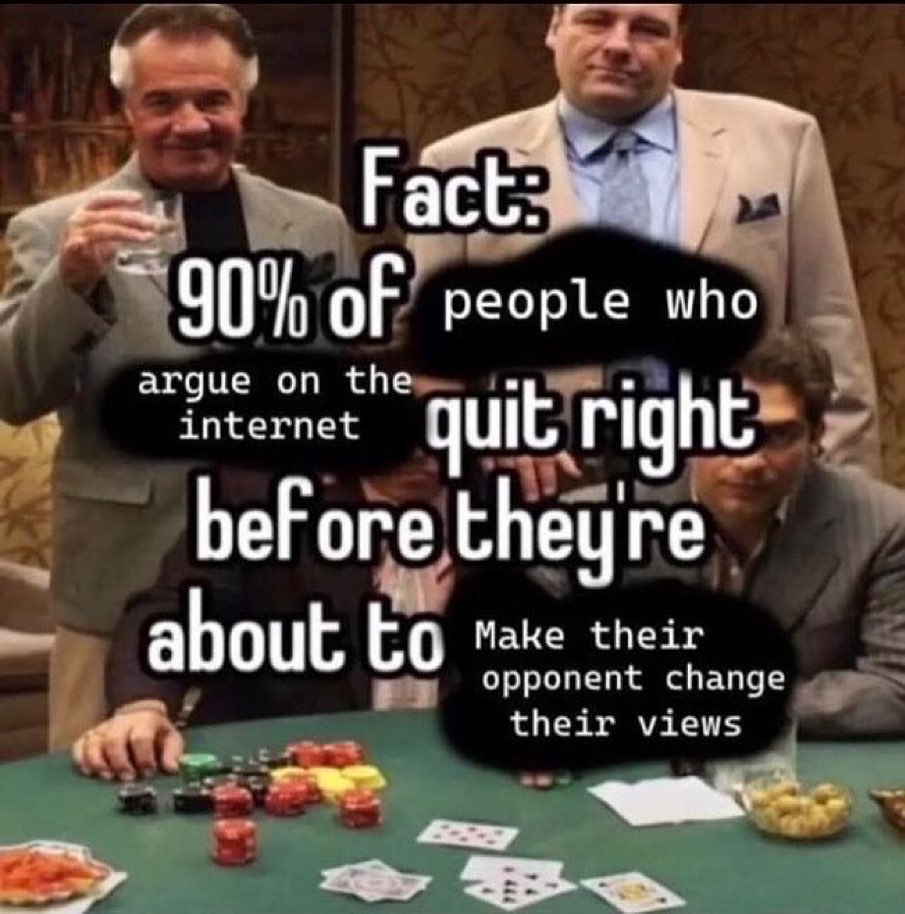 Fact:
90% of people who
argue on the
internet quit right
before they're
about to Make their
opponent change
their views